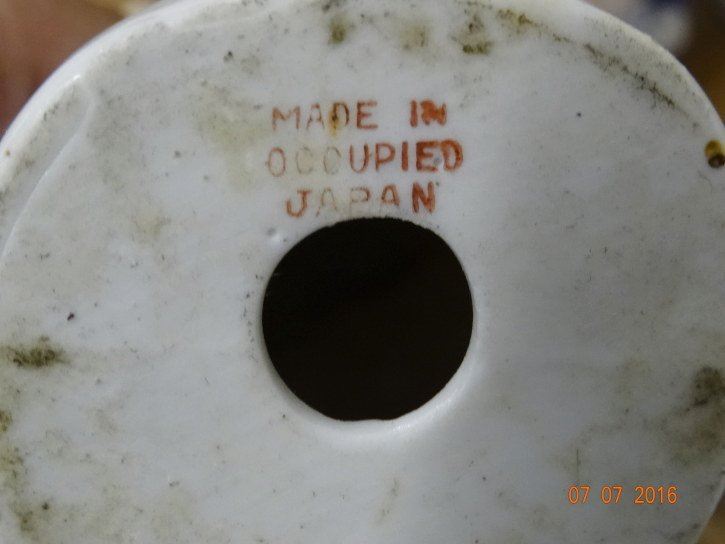 MADE IN
OCCUPIED
JAPAN
07 07 2016